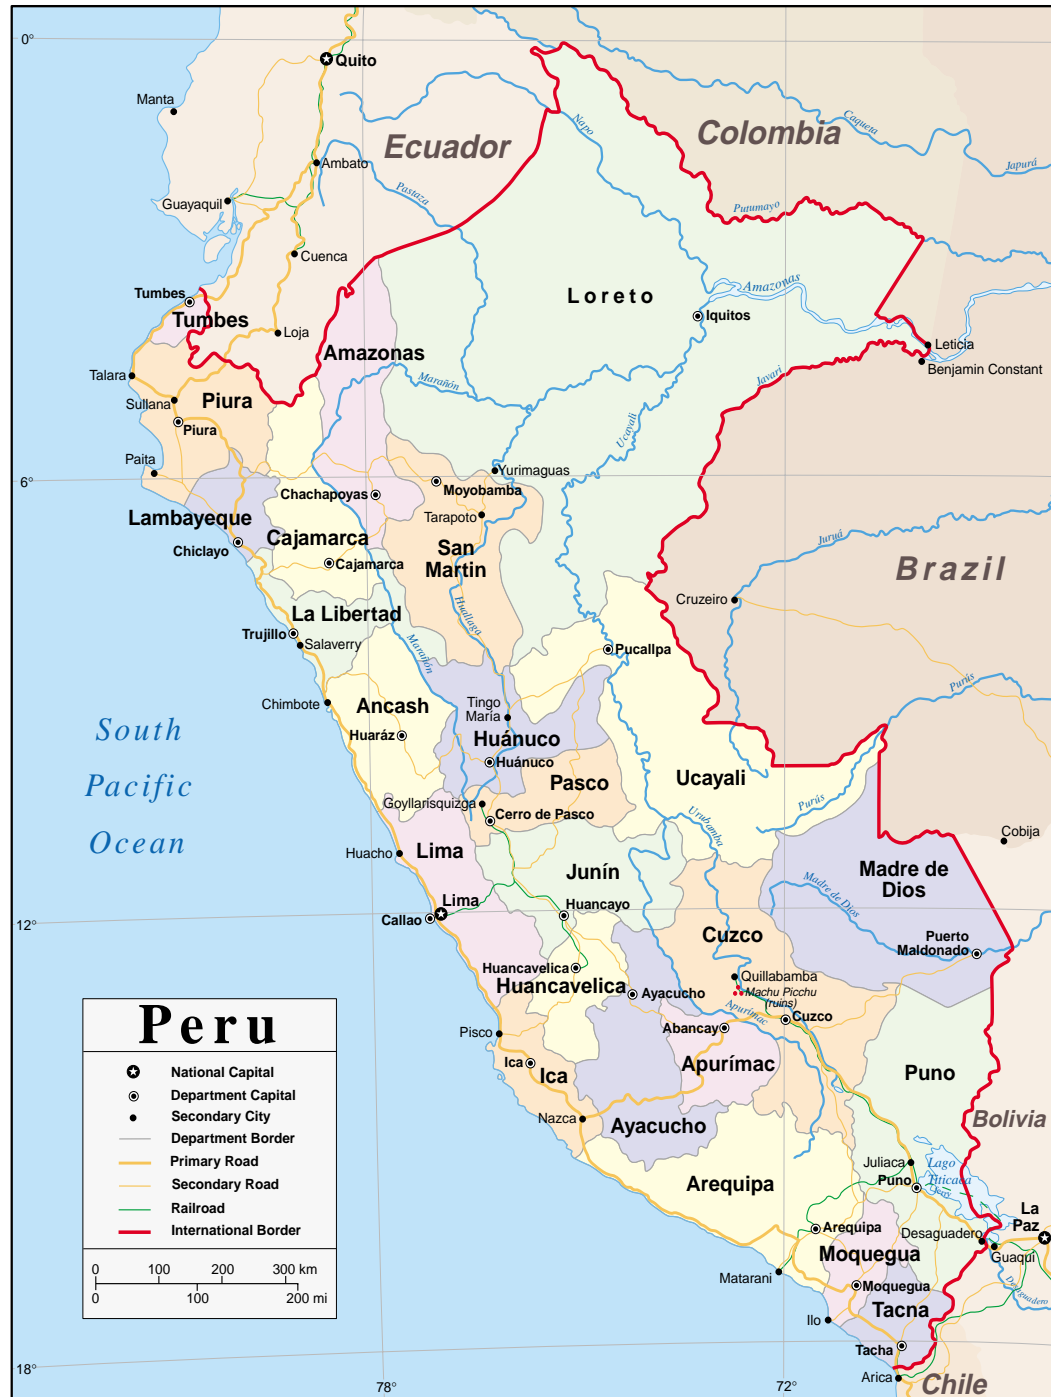 0°
Quito
Manta
Ecuador
Colombia
Napo
Caqueta
Japurá
Ambato
Pastaza
Guayaquil
Putumayo
Cuenca
Tumbes
Tumbes
Loreto
Amazonas
Iquitos
Loja
Amazonas
Leticia
Benjamin Constant
Talara
Marañón
Javari
Sullana
Piura
Piura
Ucayali
Paita
6°
Yurimaguas
Chachapoyas
Moyobamba
Lambayeque
Tarapoto
Cajamarca
Chiclayo
San
Martin
Juruá
Cajamarca
Brazil
Cruzeiro
Huallaga
La Libertad
Trujillo
Salaverry
Marañón
Pucallpa
Purús
Chimbote
Ancash
Tingo
María
Huaráz
Huánuco
South
Pacific
Ocean
Huánuco
Pasco
Ucayali
Goyllarisquizga
Cerro de Pasco
Purús
Urubamba
Cobija
Huacho
Lima
Junín
Madre de
Dios
Madre de Dios
Lima
Callao
Huancayo
12°
Cuzco
Puerto
Maldonado
Huancavelica
Huancavelica
Quillabamba
Machu Picchu
(ruins)
Ayacucho
Apurímac
Cuzco
Pisco
Abancay
Ica
Ica
Apurímac
Puno
Nazca
Ayacucho
Bolivia
Juliaca
Lago
Titicaca
ferry
Puno
Arequipa
La
Paz
Arequipa
Desaguadero
Guaqui
Moquegua
Matarani
Moquegua
Desaguadero
Tacna
Ilo
Tacha
Arica
Chile
18°
78°
72°
Peru
National Capital
Department Capital
Secondary City
Department Border
Primary Road
Secondary Road
Railroad
International Border
0 100 200 300 km
0 100 200 mi